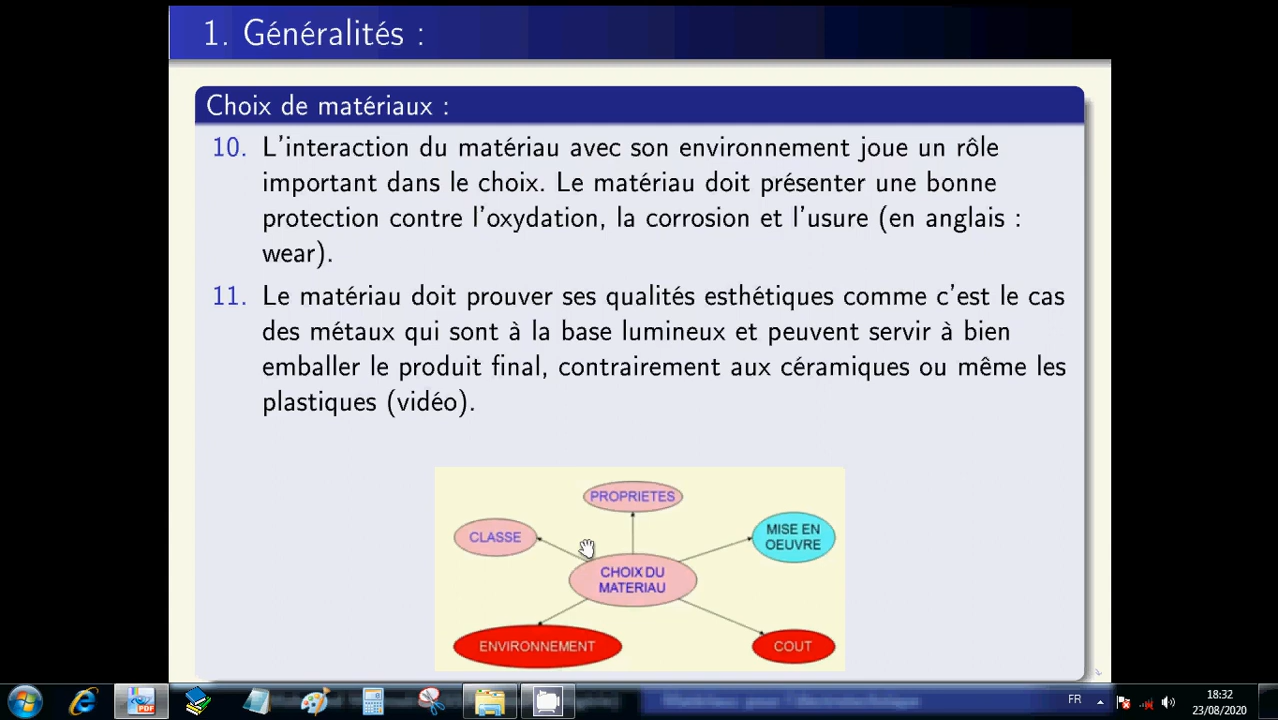 1. Généralités :
Choix de matériaux :
10. L'interaction du matériau avec son environnement joue un rôle
important dans le choix. Le matériau doit présenter une bonne
protection contre l'oxydation, la corrosion et l'usure (en anglais :
wear).
11. Le matériau doit prouver ses qualités esthétiques comme c'est le cas
des métaux qui sont à la base lumineux et peuvent servir à bien
emballer le produit final, contrairement aux céramiques ou même les
plastiques (vidéo).
PROPRIETES
CLASSE
MISE EN
OEUVRE
CHOIX DU
MATERIAU
ENVIRONNEMENT
COUT
PDF
FR
18:32
23/08/2020